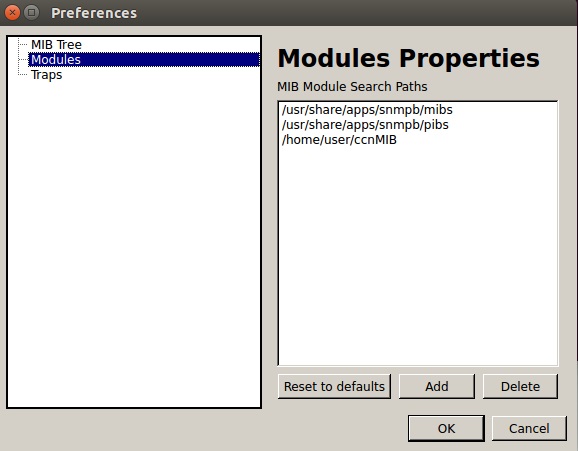 Preferences
MIB Tree
Modules
Traps
Modules Properties
MIB Module Search Paths
/usr/share/apps/snmpb/mibs
/usr/share/apps/snmpb/pibs
/home/user/ccnMIB
Reset to defaults
Add
Delete
OK
Cancel